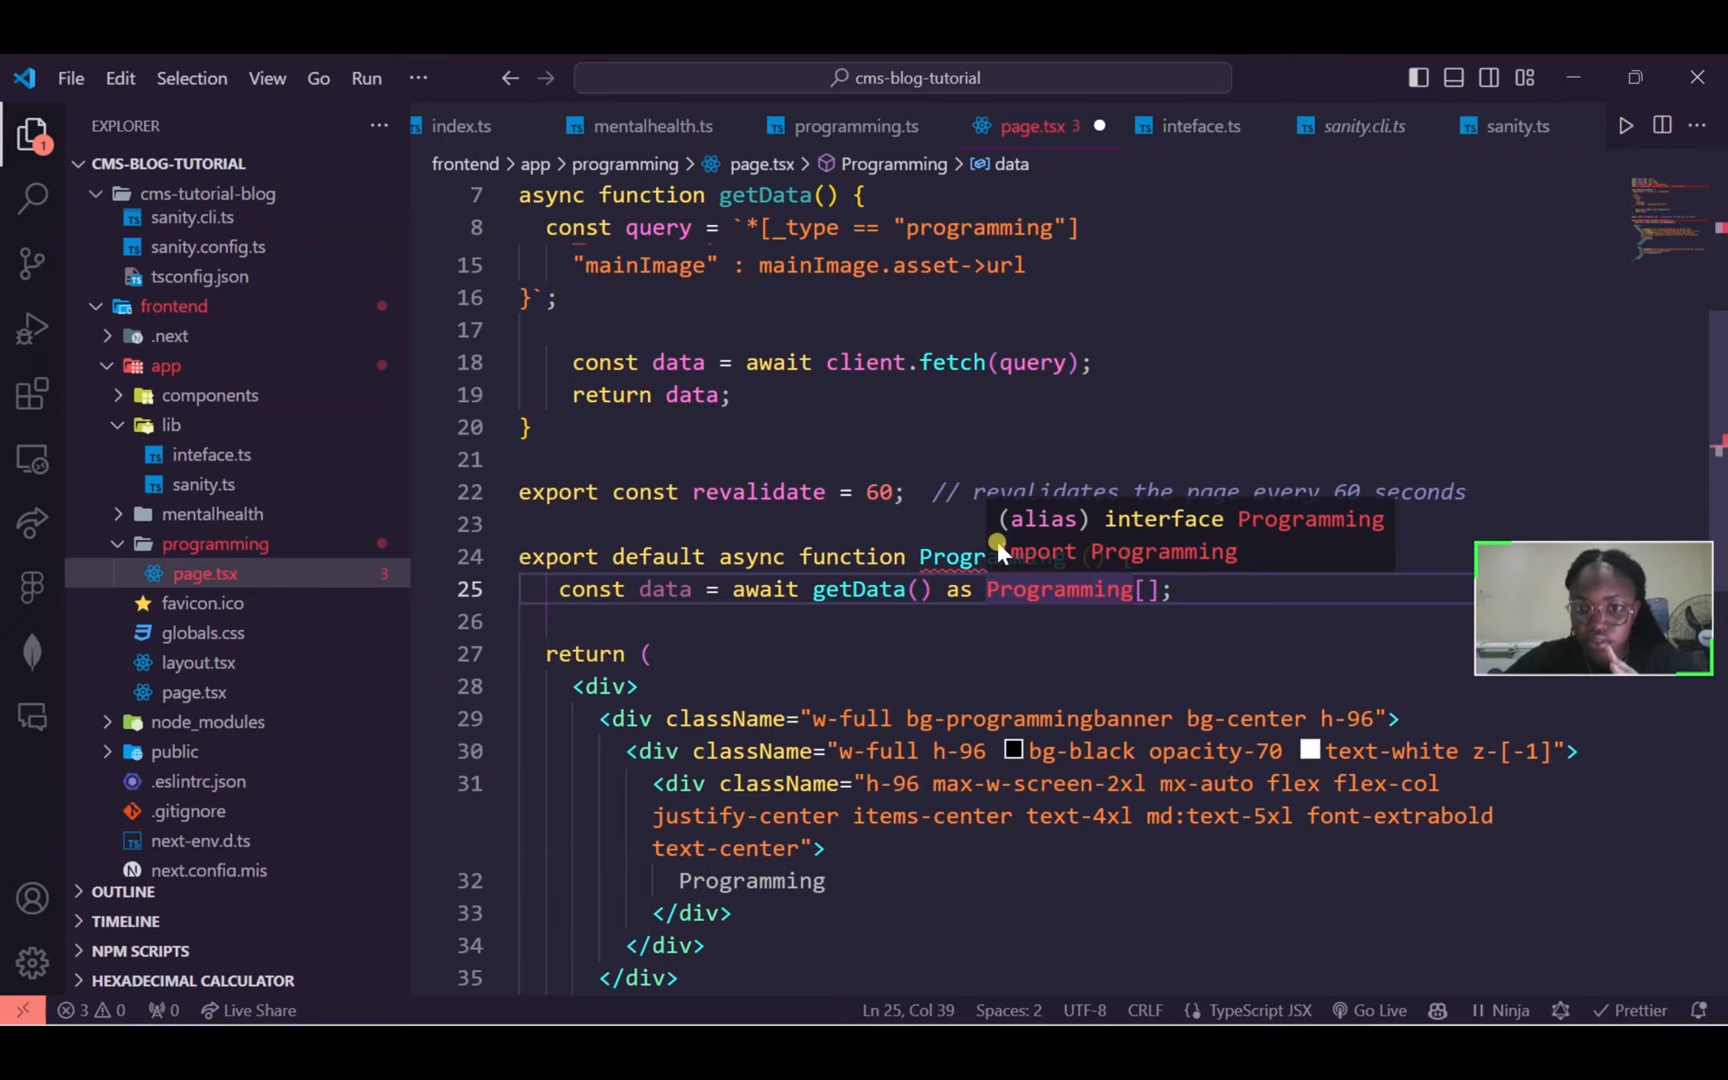 File Edit Selection View Go Run ··· cms-blog-tutorial
EXPLORER ···
index.ts mentalhealth.ts programming.ts page.tsx 3 inteface.ts sanity.cli.ts sanity.ts
frontend > app > programming > page.tsx > Programming > data
CMS-BLOG-TUTORIAL
cms-tutorial-blog
sanity.cli.ts
sanity.config.ts
tsconfig.json
frontend
.next
app
components
lib
inteface.ts
sanity.ts
mentalhealth
programming
page.tsx 3
favicon.ico
globals.css
layout.tsx
page.tsx
node_modules
public
.eslintrc.json
.gitignore
next-env.d.ts
next.config.mjs
OUTLINE
TIMELINE
NPM SCRIPTS
HEXADECIMAL CALCULATOR
1
7 async function getData() {
8 const query = `*[_type == "programming"]
15 "mainImage" : mainImage.asset->url
16 }`;
17
18 const data = await client.fetch(query);
19 return data;
20 }
21
22 export const revalidate = 60; // revalidates the page every 60 seconds
23
(alias) interface Programming
import Programming
24 export default async function Programming () {
25 const data = await getData() as Programming[];
26
27 return (
28 <div>
29 <div className="w-full bg-programmingbanner bg-center h-96">
30 <div className="w-full h-96 bg-black opacity-70 text-white z-[-1]">
31 <div className="h-96 max-w-screen-2xl mx-auto flex flex-col
justify-center items-center text-4xl md:text-5xl font-extrabold
text-center">
32 Programming
33 </div>
34 </div>
35 </div>
3 0 0 Live Share Ln 25, Col 39 Spaces: 2 UTF-8 CRLF {} TypeScript JSX Go Live Ninja Prettier